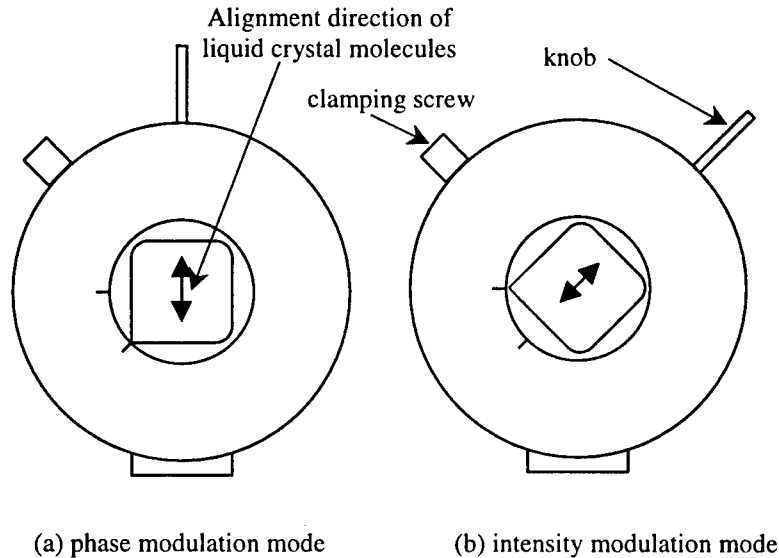 Alignment direction of
liquid crystal molecules
knob
clamping screw
(a) phase modulation mode
(b) intensity modulation mode